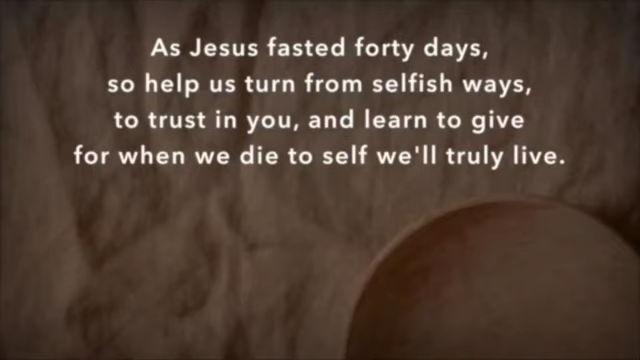 As Jesus fasted forty days,
so help us turn from selfish ways,
to trust in you, and learn to give
for when we die to self we'll truly live.